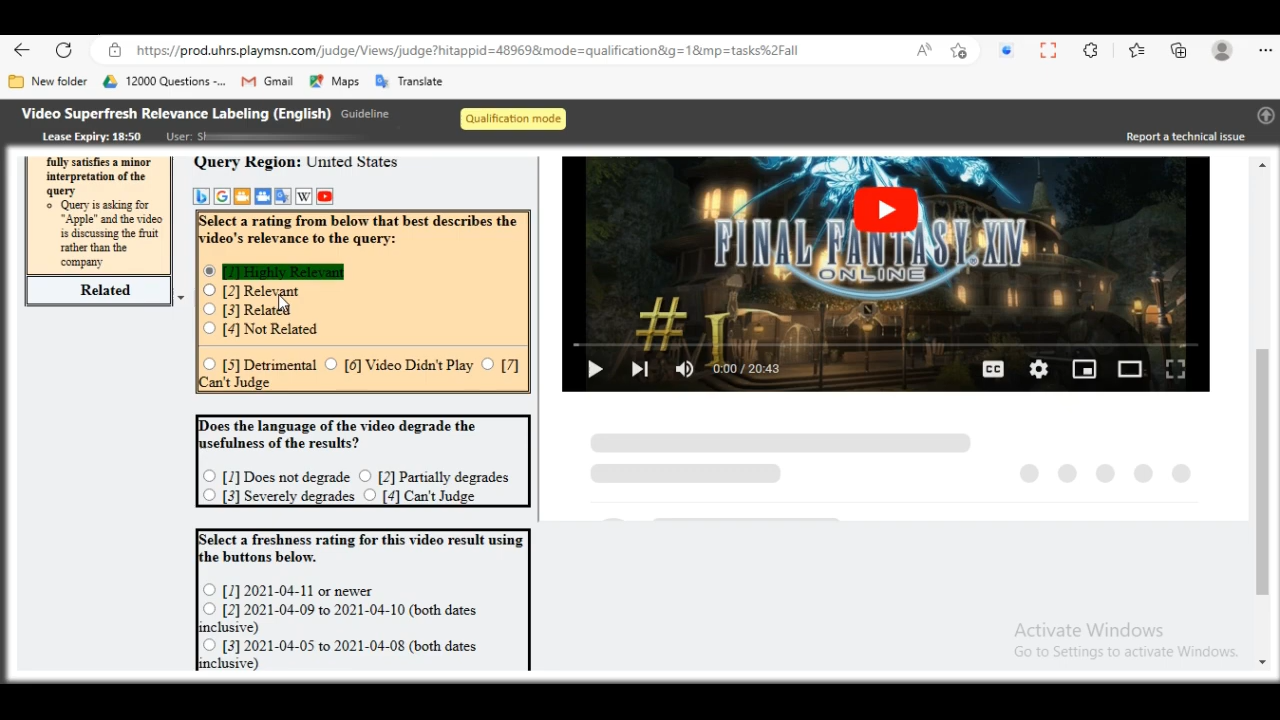 https://prod.uhrs.playmsn.com/judge/Views/judge?hitappid=48969&mode=qualification&g=1&mp=tasks%2Fall
New folder
12000 Questions -...
Gmail
Maps
Translate
Video Superfresh Relevance Labeling (English)
Guideline
Qualification mode
Lease Expiry: 18:50
User:
Report a technical issue
fully satisfies a minor
interpretation of the
query
Query is asking for
"Apple" and the video
is discussing the fruit
rather than the
company
Related
Query Region: United States
Select a rating from below that best describes the
video's relevance to the query:
[1] Highly Relevant
[2] Relevant
[3] Related
[4] Not Related
[5] Detrimental [6] Video Didn't Play [7]
Can't Judge
Does the language of the video degrade the
usefulness of the results?
[1] Does not degrade [2] Partially degrades
[3] Severely degrades [4] Can't Judge
Select a freshness rating for this video result using
the buttons below.
[1] 2021-04-11 or newer
[2] 2021-04-09 to 2021-04-10 (both dates
inclusive)
[3] 2021-04-05 to 2021-04-08 (both dates
inclusive)
FINAL FANTASY XIV
ONLINE
#1
0:00 / 20:43
CC
Activate Windows
Go to Settings to activate Windows.